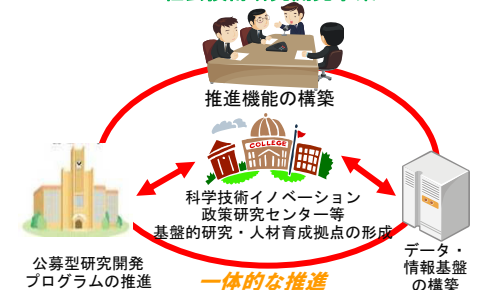 推進機能の構築
COLLEGE
科学技術イノベーション
政策研究センター等
基盤的研究・人材育成拠点の形成
公募型研究開発
プログラムの推進
データ・
情報基盤
の構築
一体的な推進